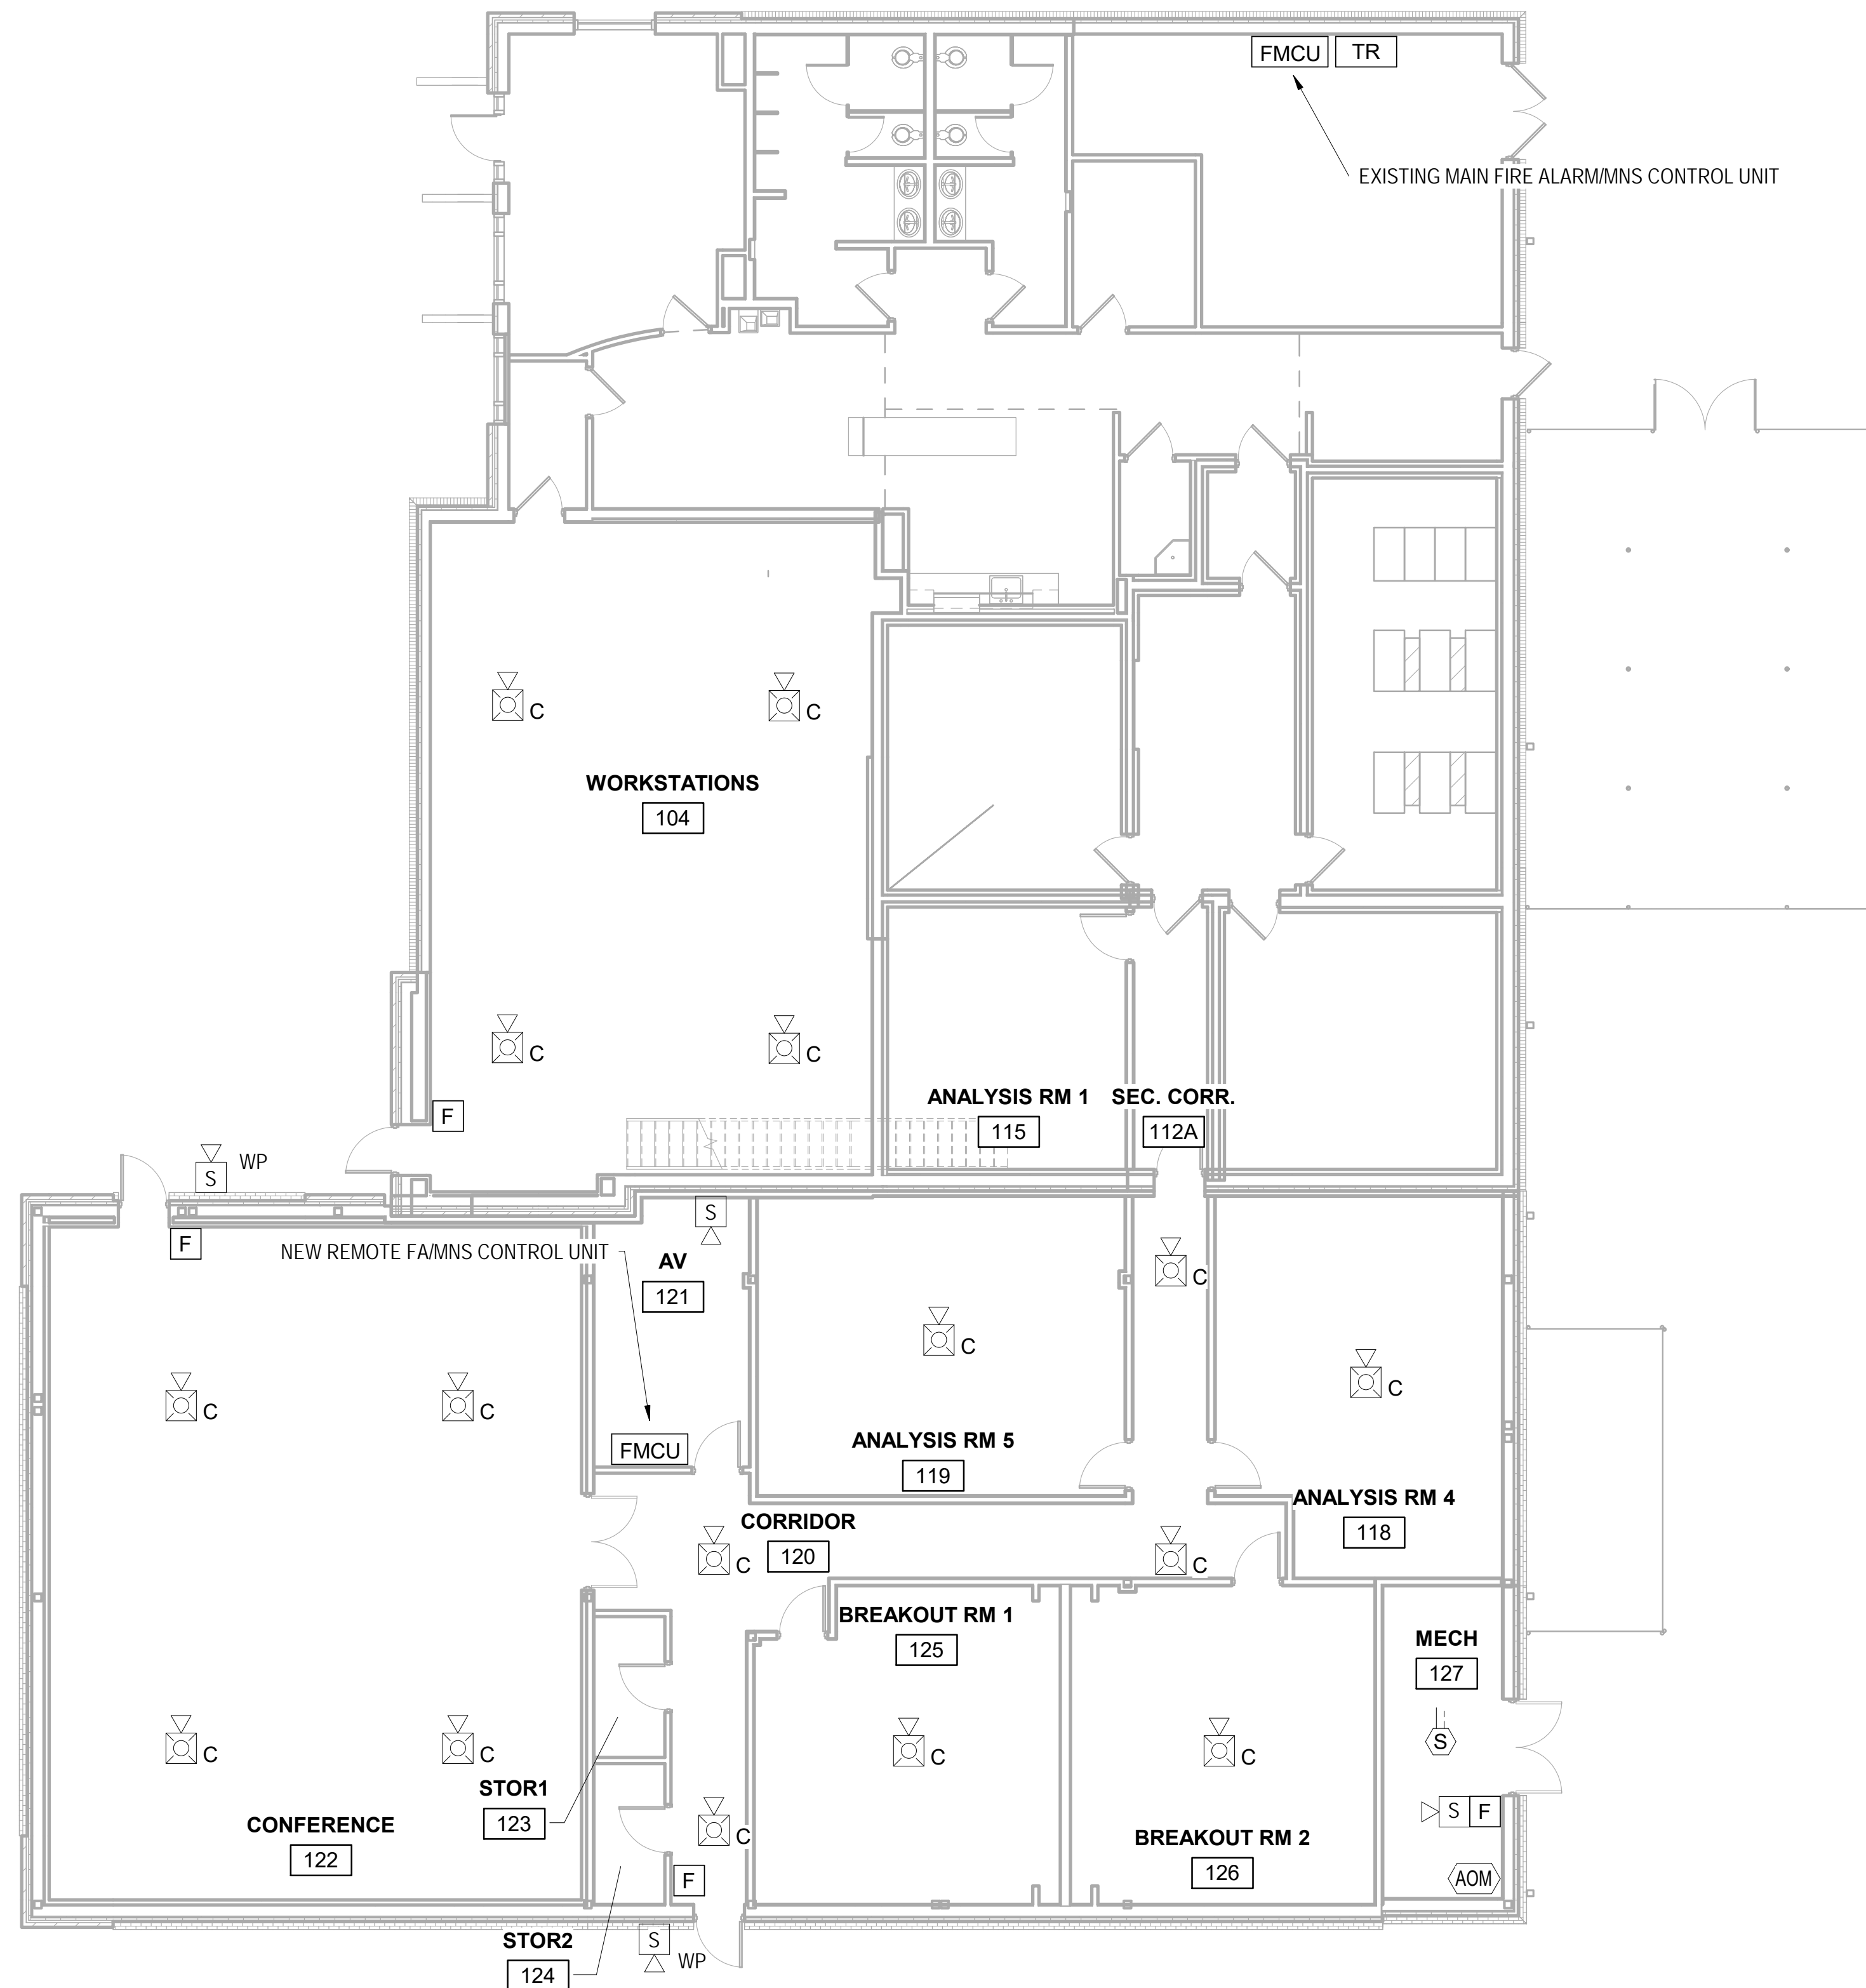 FMCU TR
EXISTING MAIN FIRE ALARM/MNS CONTROL UNIT
C C
WORKSTATIONS
104
C C
F
ANALYSIS RM 1
115
SEC. CORR.
112A
S WP
F
NEW REMOTE FA/MNS CONTROL UNIT
S
AV
121
C
C
C
C C
FMCU
ANALYSIS RM 5
119
ANALYSIS RM 4
118
CORRIDOR
120
C C
BREAKOUT RM 1
125
MECH
127
S
C C
C C
STOR1
123
C
CONFERENCE
122
BREAKOUT RM 2
126
S F
F
AOM
STOR2
124
S WP